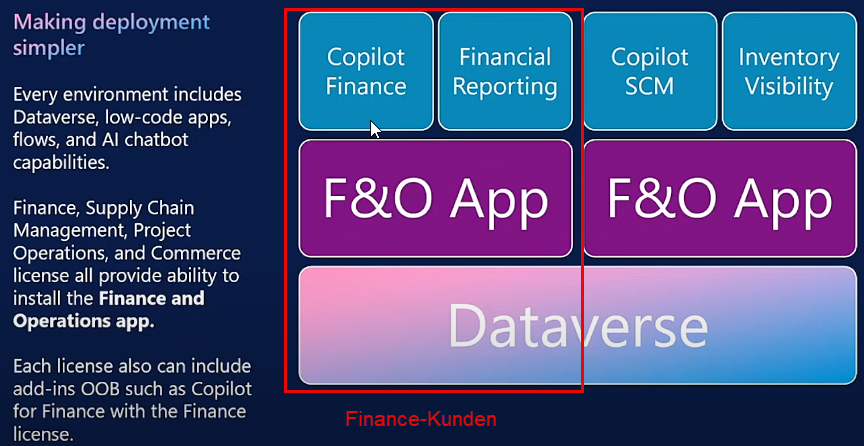 Making deployment
simpler
Every environment includes
Dataverse, low-code apps,
flows, and AI chatbot
capabilities.
Finance, Supply Chain
Management, Project
Operations, and Commerce
license all provide ability to
install the Finance and
Operations app.
Each license also can include
add-ins OOB such as Copilot
for Finance with the Finance
license.
Copilot
Finance
Financial
Reporting
Copilot
SCM
Inventory
Visibility
F&O App
F&O App
Dataverse
Finance-Kunden